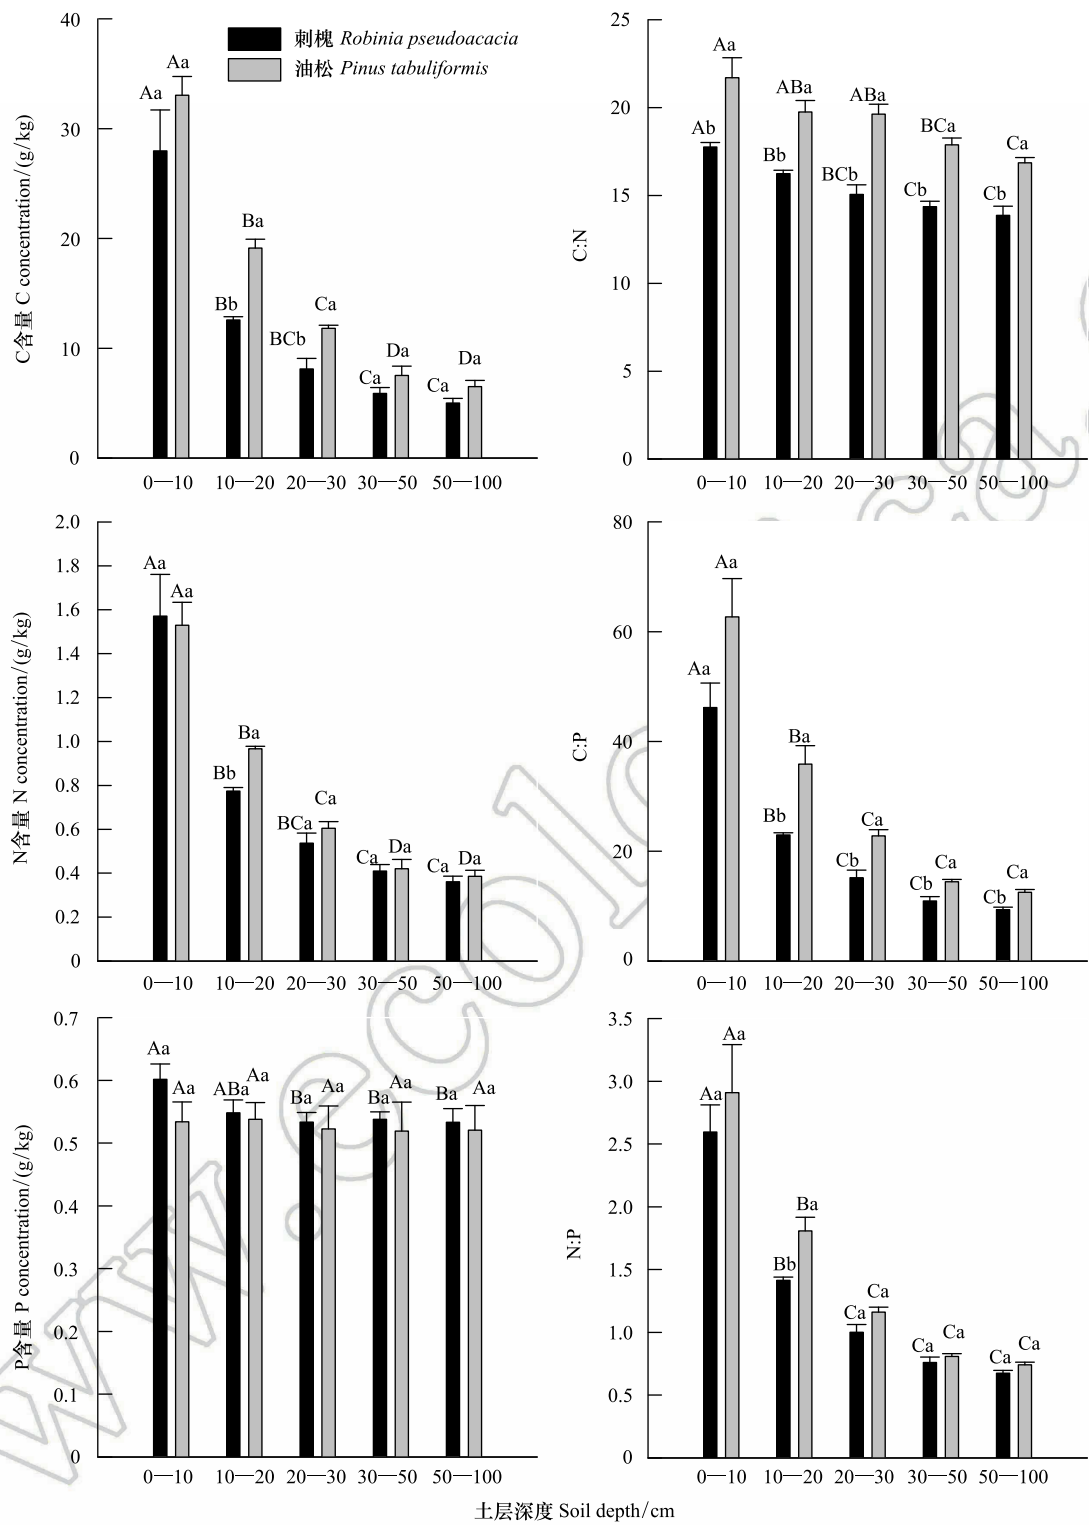 刺槐 Robinia pseudoacacia
油松 Pinus tabuliformis
C含量 C concentration/(g/kg)
40
30
20
10
0
Aa
Aa
Bb
Ba
BCb
Ca
Ca
Da
Ca
Da
0—10 10—20 20—30 30—50 50—100
C:N
25
20
15
10
5
0
Ab
Aa
Bb
ABa
BCb
ABa
Cb
BCa
Cb
Ca
0—10 10—20 20—30 30—50 50—100
N含量 N concentration/(g/kg)
2.0
1.8
1.6
1.4
1.2
1.0
0.8
0.6
0.4
0.2
0
Aa
Aa
Bb
Ba
BCa
Ca
Ca
Da
Ca
Da
0—10 10—20 20—30 30—50 50—100
C:P
80
60
40
20
0
Aa
Aa
Bb
Ba
Cb
Ca
Cb
Ca
Cb
Ca
0—10 10—20 20—30 30—50 50—100
P含量 P concentration/(g/kg)
0.7
0.6
0.5
0.4
0.3
0.2
0.1
0
Aa
Aa
ABa
Aa
Ba
Aa
Ba
Aa
Ba
Aa
0—10 10—20 20—30 30—50 50—100
N:P
3.5
3.0
2.5
2.0
1.5
1.0
0.5
0
Aa
Aa
Bb
Ba
Ca
Ca
Ca
Ca
Ca
Ca
0—10 10—20 20—30 30—50 50—100
土层深度 Soil depth/cm